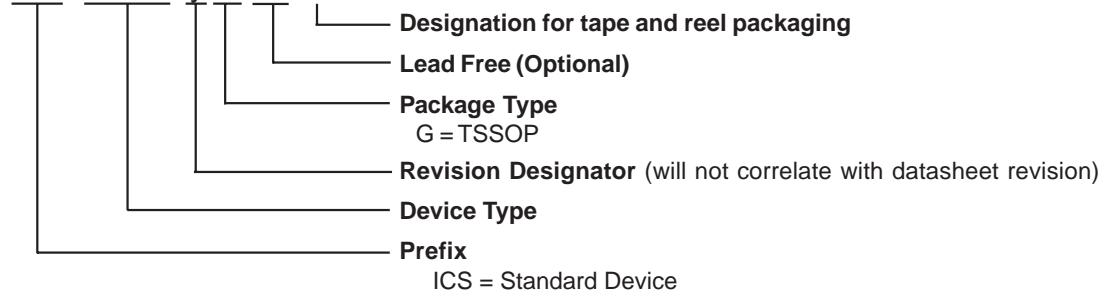 Designation for tape and reel packaging
Lead Free (Optional)
Package Type
G = TSSOP
Revision Designator (will not correlate with datasheet revision)
Device Type
Prefix
ICS = Standard Device